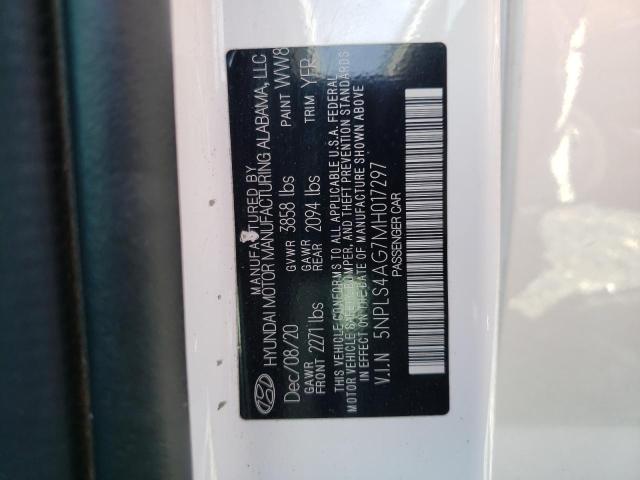 MANUFACTURED BY
HYUNDAI MOTOR MANUFACTURING ALABAMA, LLC
Dec/08/20 GVWR 3858 lbs PAINT WW8
GAWR FRONT 2271 lbs GAWR REAR 2094 lbs TRIM YFR
THIS VEHICLE CONFORMS TO ALL APPLICABLE U.S.A. FEDERAL
MOTOR VEHICLE SAFETY, BUMPER, AND THEFT PREVENTION STANDARDS
IN EFFECT ON THE DATE OF MANUFACTURE SHOWN ABOVE
V.I.N 5NPLS4AG7MH017297
PASSENGER CAR